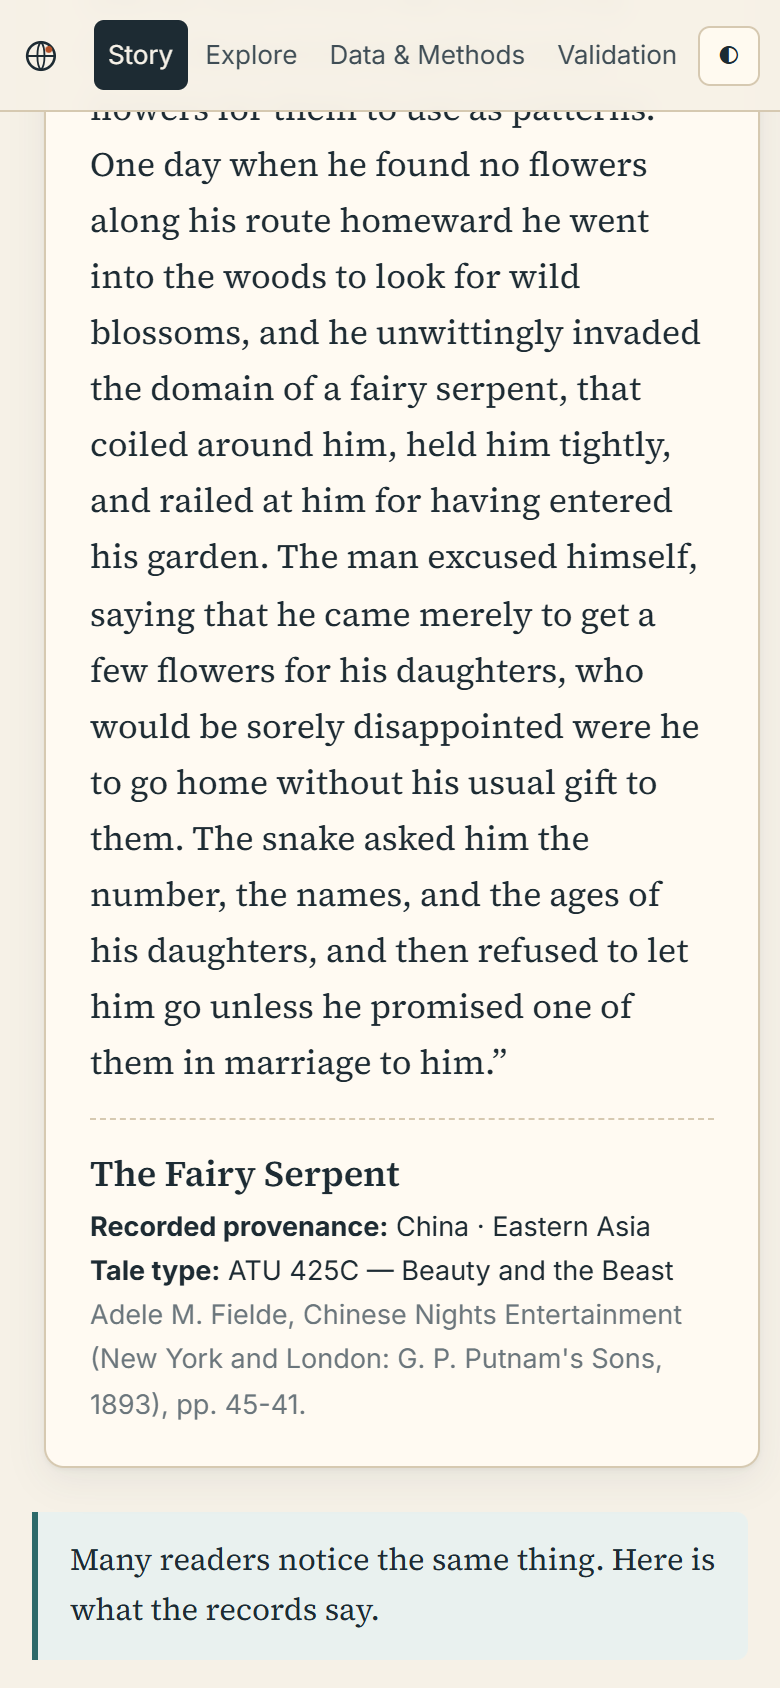 Story Explore Data & Methods Validation
flowers for them to use as patterns.
One day when he found no flowers
along his route homeward he went
into the woods to look for wild
blossoms, and he unwittingly invaded
the domain of a fairy serpent, that
coiled around him, held him tightly,
and railed at him for having entered
his garden. The man excused himself,
saying that he came merely to get a
few flowers for his daughters, who
would be sorely disappointed were he
to go home without his usual gift to
them. The snake asked him the
number, the names, and the ages of
his daughters, and then refused to let
him go unless he promised one of
them in marriage to him.”
The Fairy Serpent
Recorded provenance: China · Eastern Asia
Tale type: ATU 425C — Beauty and the Beast
Adele M. Fielde, Chinese Nights Entertainment
(New York and London: G. P. Putnam's Sons,
1893), pp. 45-41.
Many readers notice the same thing. Here is
what the records say.